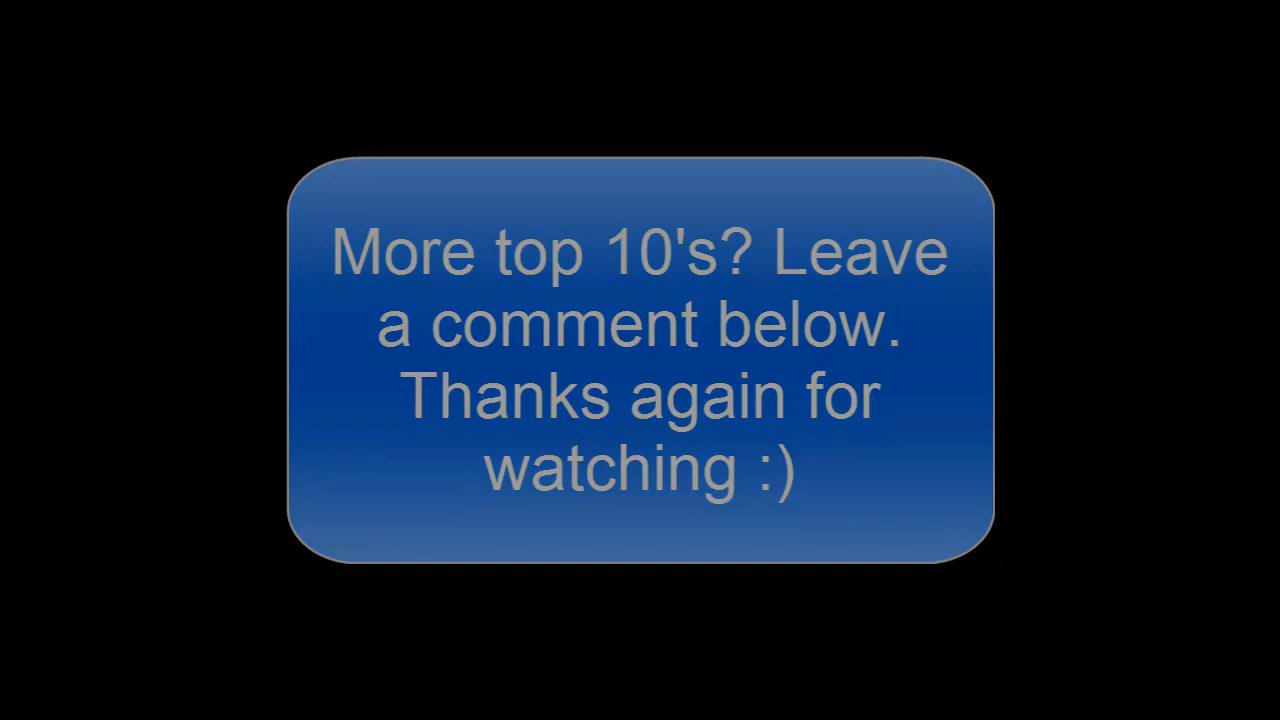 More top 10's? Leave
a comment below.
Thanks again for
watching :)